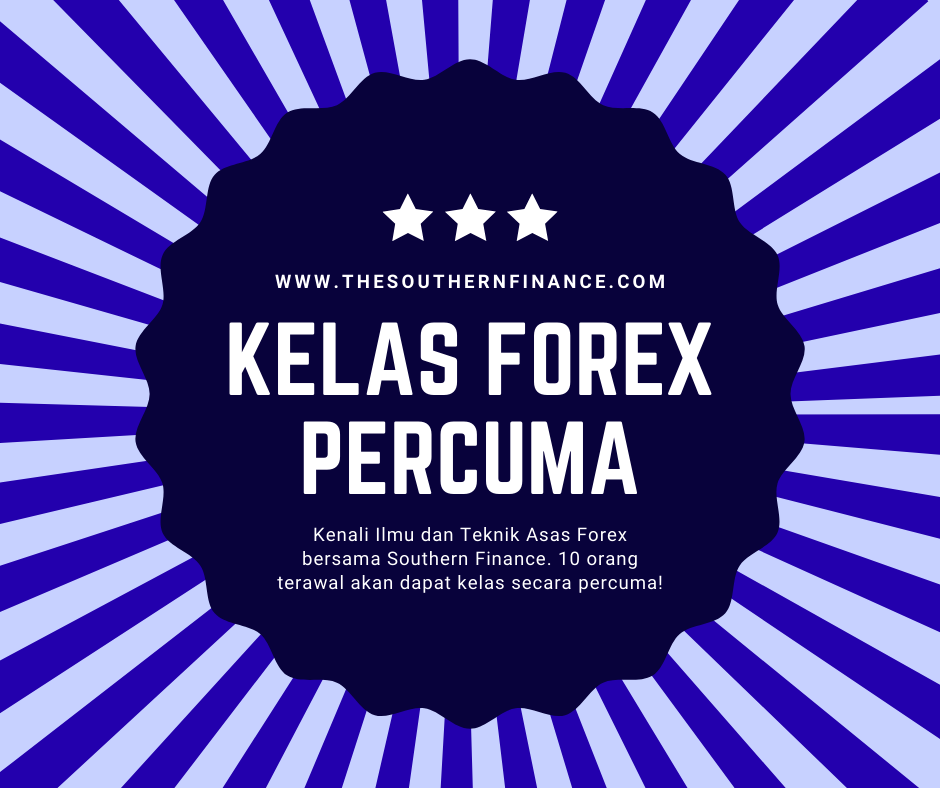 WWW.THESOUTHERNFINANCE.COM
KELAS FOREX
PERCUMA
Kenali Ilmu dan Teknik Asas Forex
bersama Southern Finance. 10 orang
terawal akan dapat kelas secara percuma!